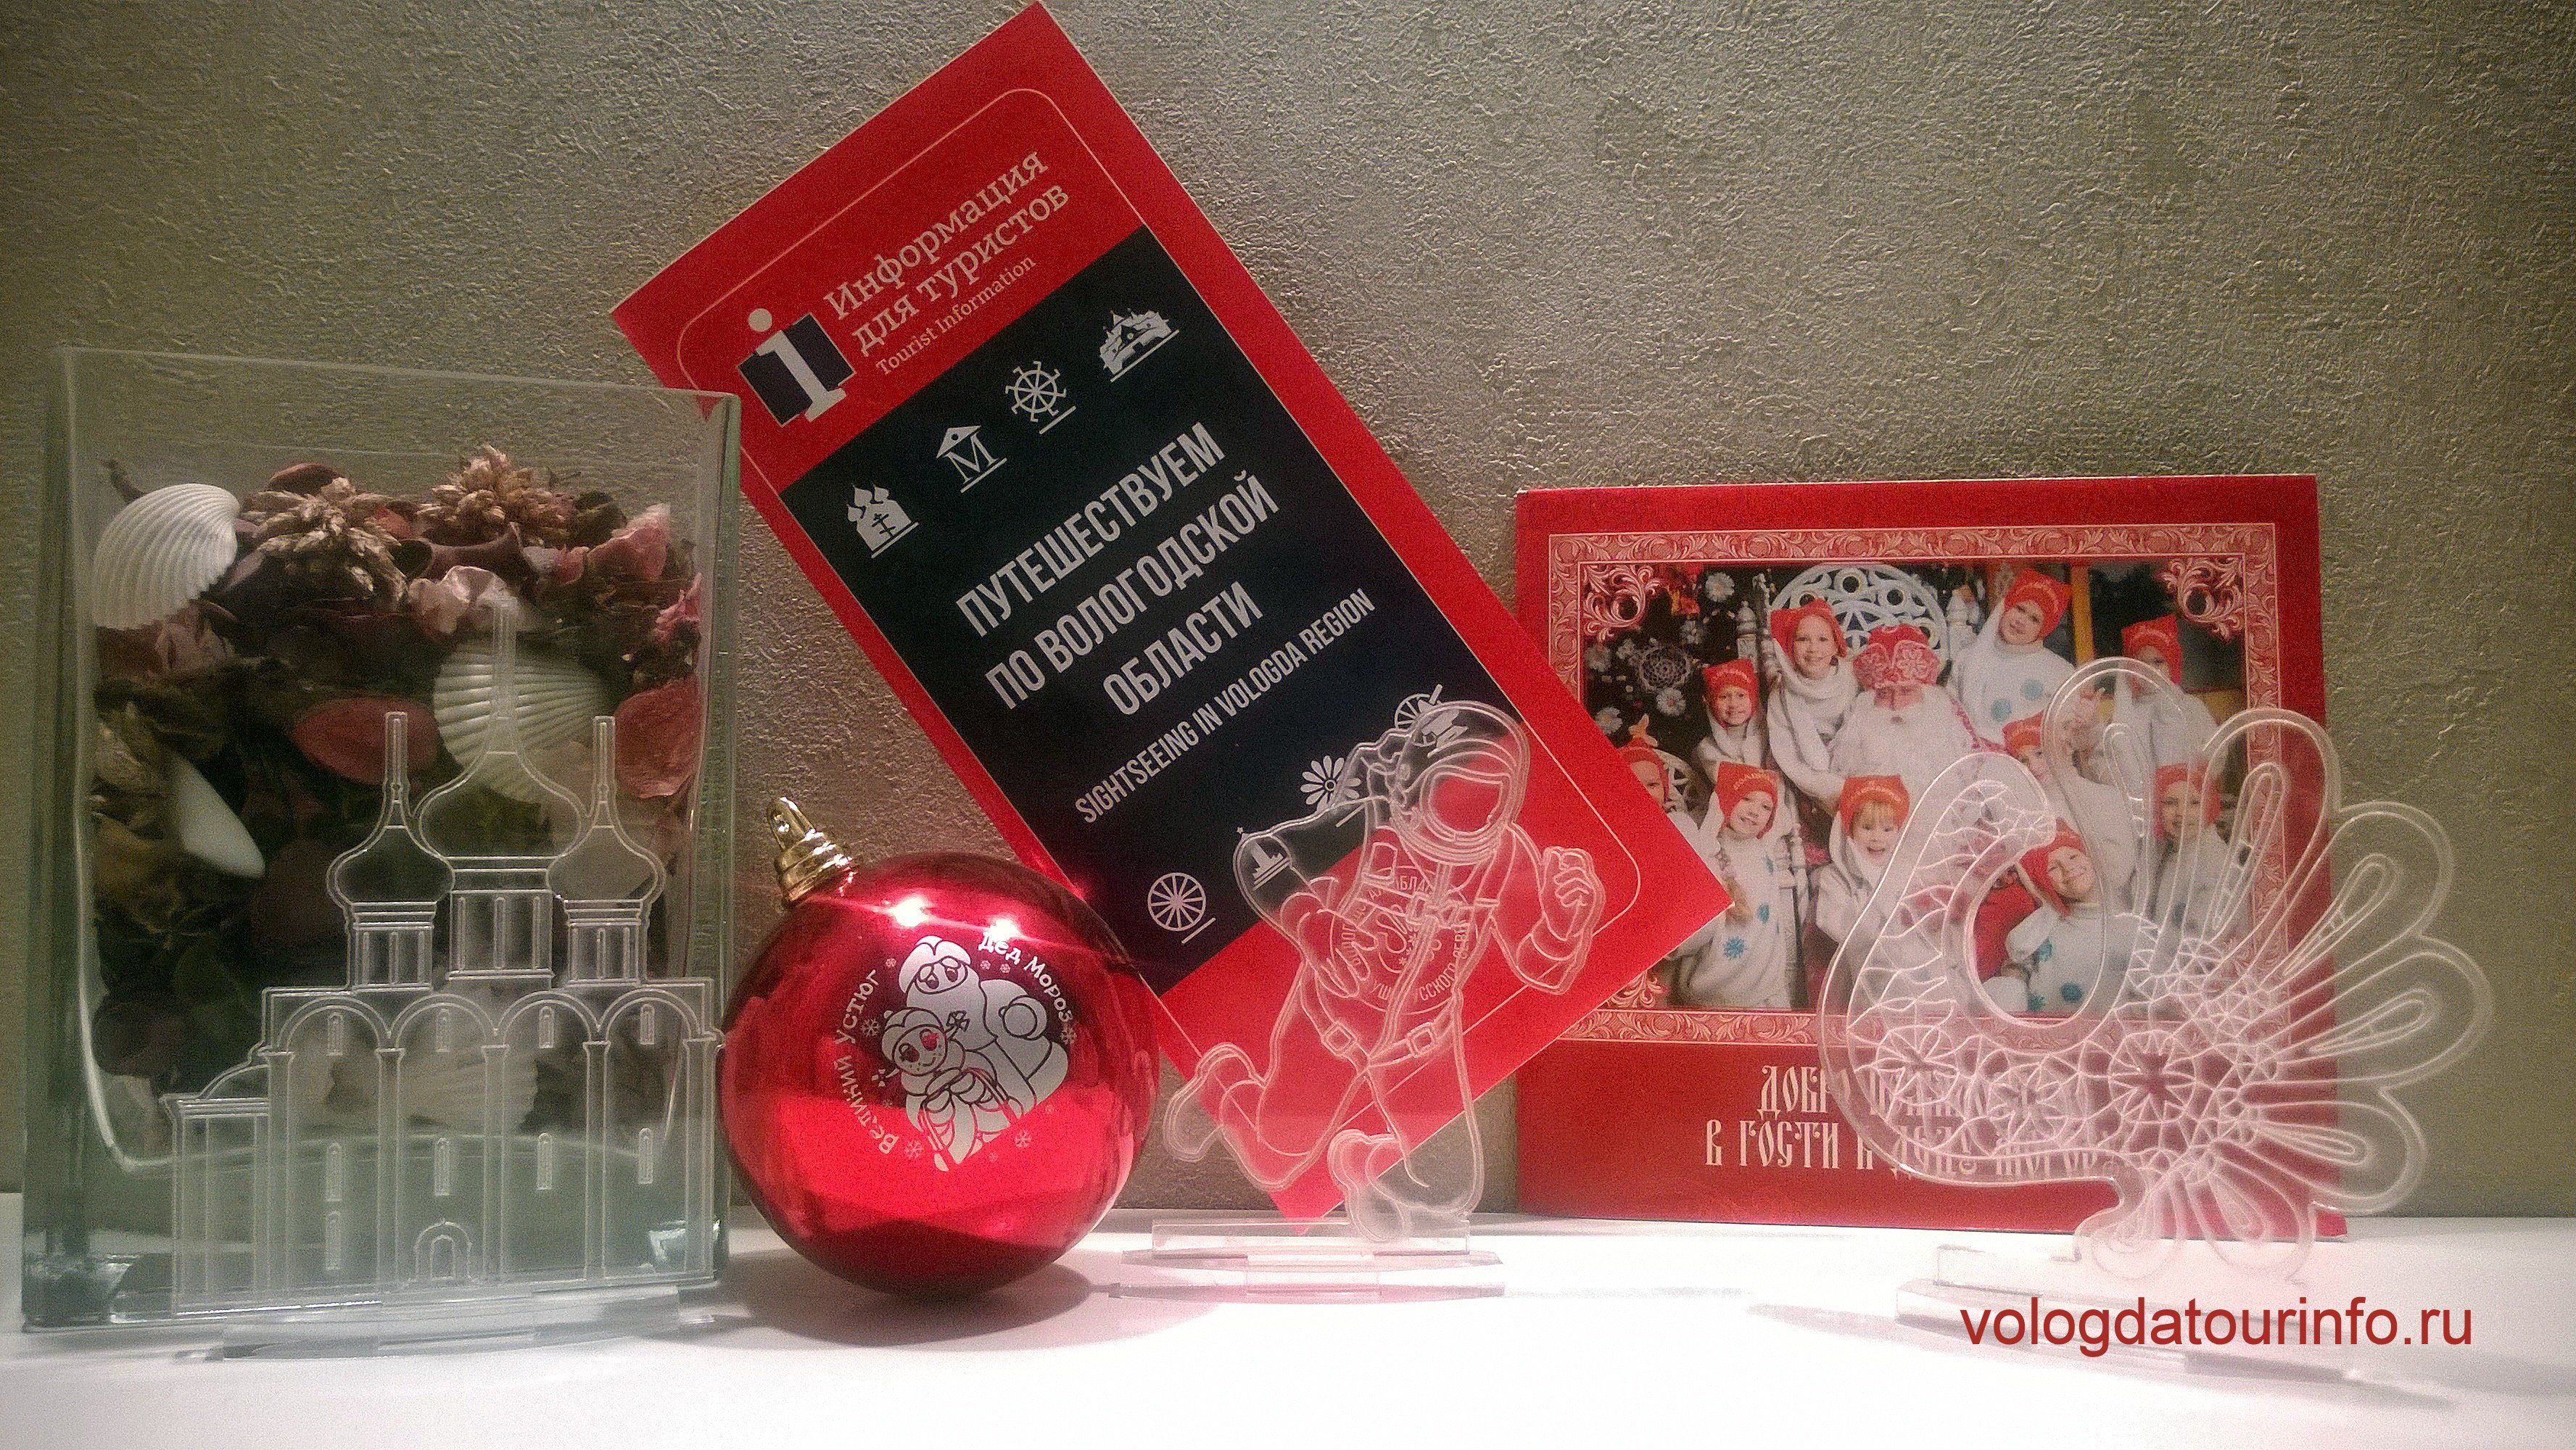 Информация
для туристов
Tourist Information
М
ПУТЕШЕСТВУЕМ
ПО ВОЛОГОДСКОЙ
ОБЛАСТИ
SIGHTSEEING IN VOLOGDA REGION
Великий Устюг
Дед Мороз
В ГОСТИ К
vologdatourinfo.ru